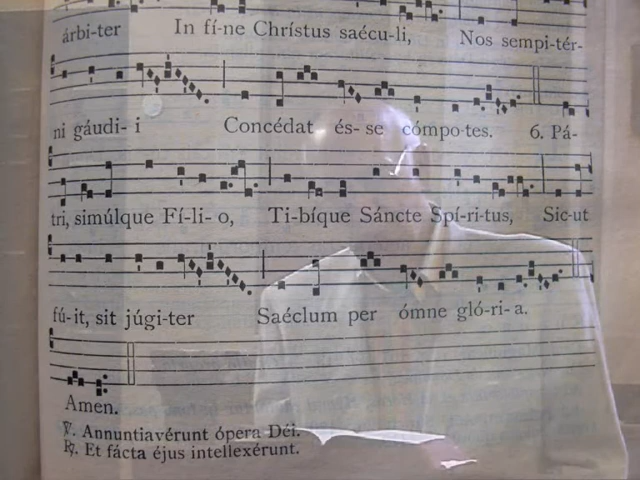 árbi-ter In fí-ne Chrístus saécu-li, Nos sempi-tér-
ni gáudi- i Concédat és- se cómpo-tes. 6. Pá-
tri, simúlque Fí-li- o, Ti-bíque Sáncte Spí-ri-tus, Sic-ut
fú-it, sit júgi-ter Saéclum per ómne gló-ri- a.
Amen.
℣. Annuntiavérunt ópera Déi.
℟. Et fácta éjus intellexérunt.